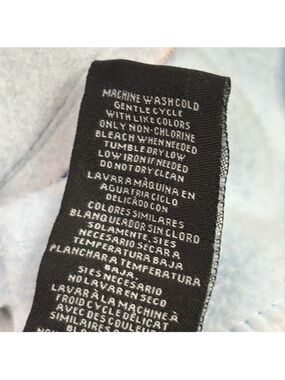 MACHINE WASH COLD
GENTLE CYCLE
WITH LIKE COLORS
ONLY NON-CHLORINE
BLEACH WHEN NEEDED
TUMBLE DRY LOW
LOW IRON IF NEEDED
DO NOT DRY CLEAN
LAVAR A MÁQUINA EN
AGUA FRIA CICLO
DELICADO CON
COLORES SIMILARES
BLANQUEADOR SIN CLORO
SOLAMENTE, SI ES
NECESARIO SECAR A
TEMPERATURA BAJA
PLANCHAR A TEMPERATURA
BAJA,
SI ES NECESARIO
NO LAVAR EN SECO
LAVAR À LA MACHINE À
FROID CYCLE DÉLICAT
AVEC DES COULEURS
SIMILAIRES